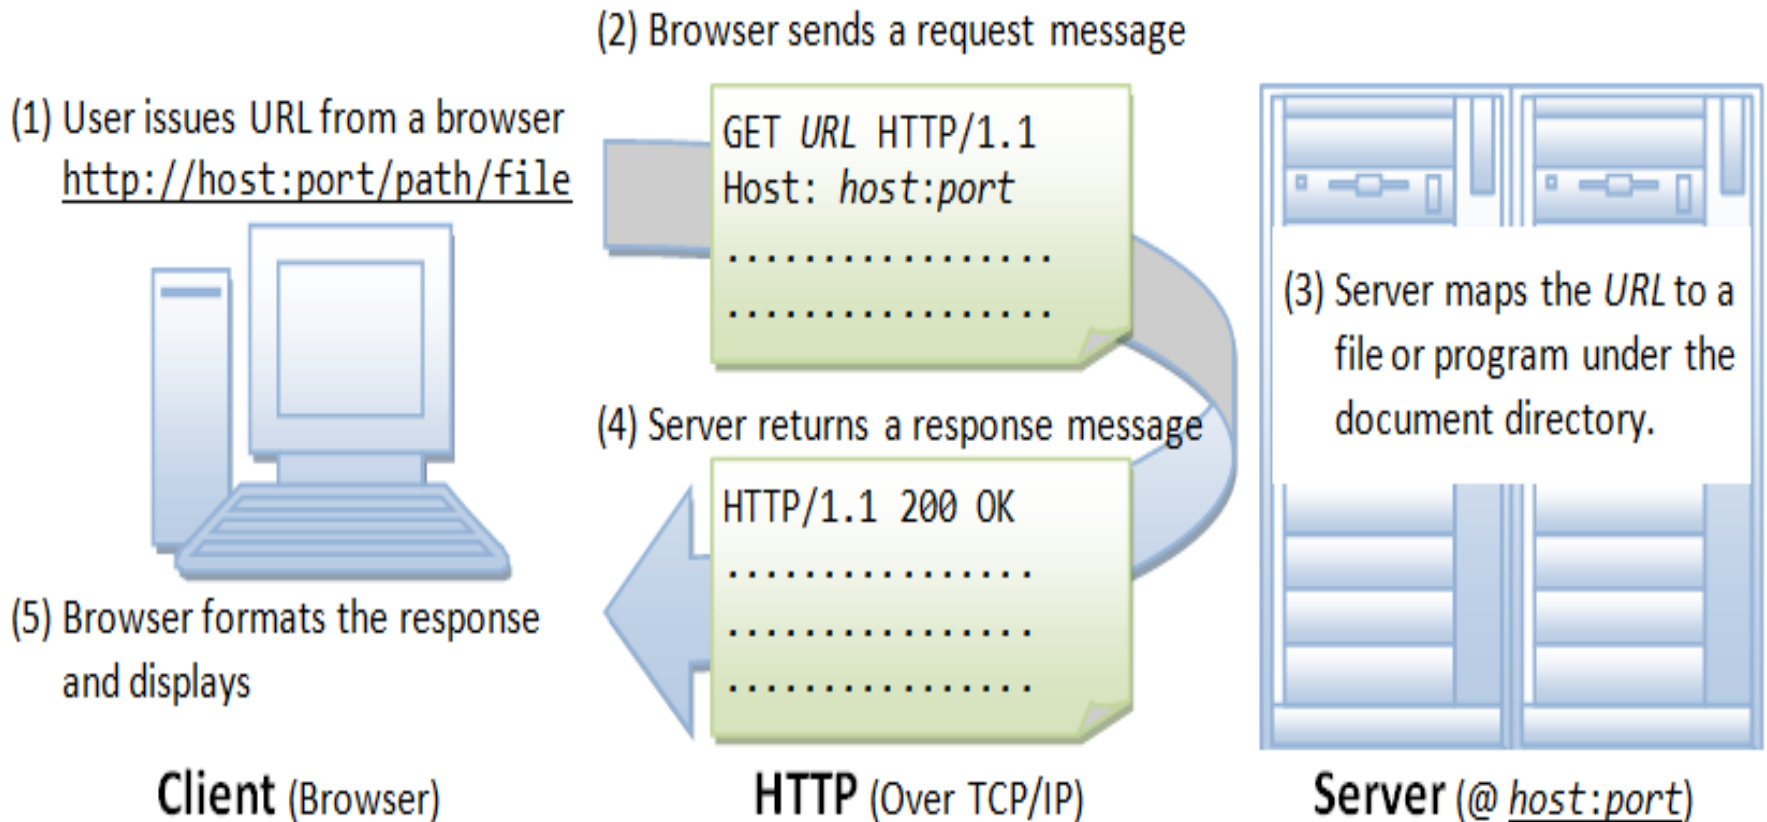 (1) User issues URL from a browser
http://host:port/path/file
(2) Browser sends a request message
GET URL HTTP/1.1
Host: host:port
.................
.................
(3) Server maps the URL to a
file or program under the
document directory.
(4) Server returns a response message
HTTP/1.1 200 OK
................
................
................
(5) Browser formats the response
and displays
Client (Browser)
HTTP (Over TCP/IP)
Server (@ host:port)